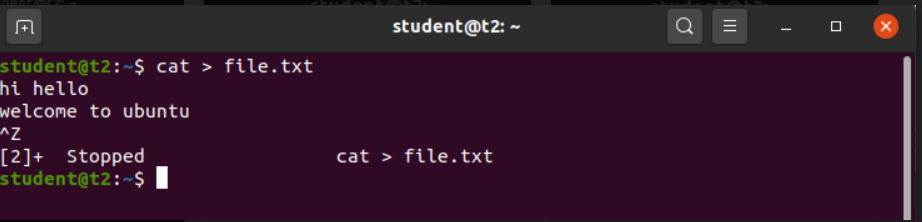 student@t2: ~
student@t2:~$ cat > file.txt
hi hello
welcome to ubuntu
^Z
[2]+  Stopped                 cat > file.txt
student@t2:~$